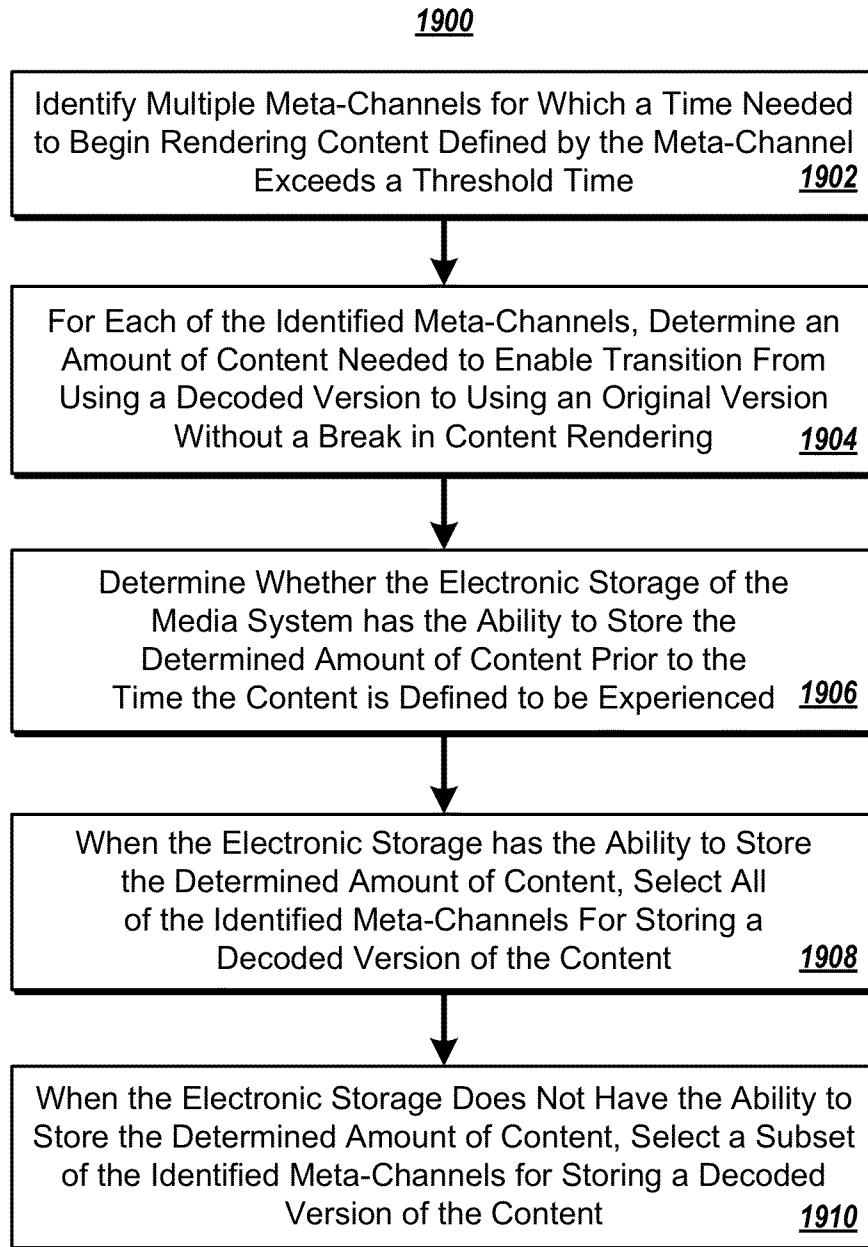 1900
Identify Multiple Meta-Channels for Which a Time Needed
to Begin Rendering Content Defined by the Meta-Channel
Exceeds a Threshold Time 1902
For Each of the Identified Meta-Channels, Determine an
Amount of Content Needed to Enable Transition From
Using a Decoded Version to Using an Original Version
Without a Break in Content Rendering 1904
Determine Whether the Electronic Storage of the
Media System has the Ability to Store the
Determined Amount of Content Prior to the
Time the Content is Defined to be Experienced 1906
When the Electronic Storage has the Ability to Store
the Determined Amount of Content, Select All
of the Identified Meta-Channels For Storing a
Decoded Version of the Content 1908
When the Electronic Storage Does Not Have the Ability to
Store the Determined Amount of Content, Select a Subset
of the Identified Meta-Channels for Storing a Decoded
Version of the Content 1910